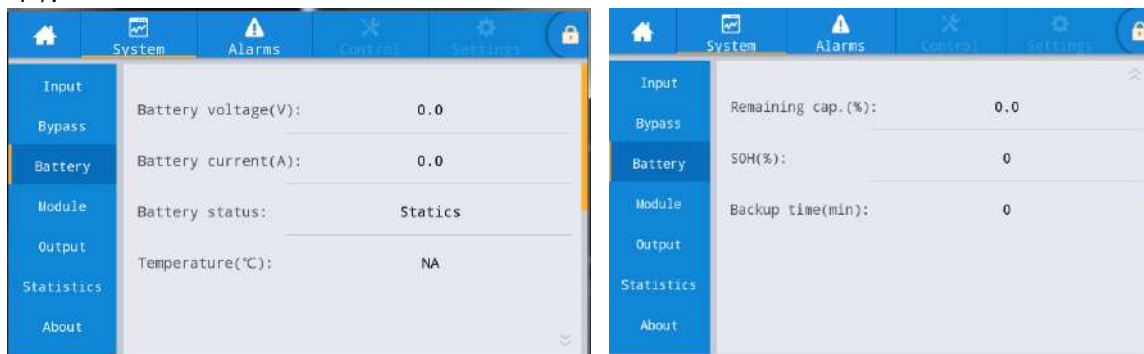 System Alarms Control Settings
Input
Bypass
Battery
Module
Output
Statistics
About
Battery voltage(V): 0.0
Battery current(A): 0.0
Battery status: Statics
Temperature(℃): NA
System Alarms Control Settings
Input
Bypass
Battery
Module
Output
Statistics
About
Remaining cap.(%): 0.0
SOH(%): 0
Backup time(min): 0